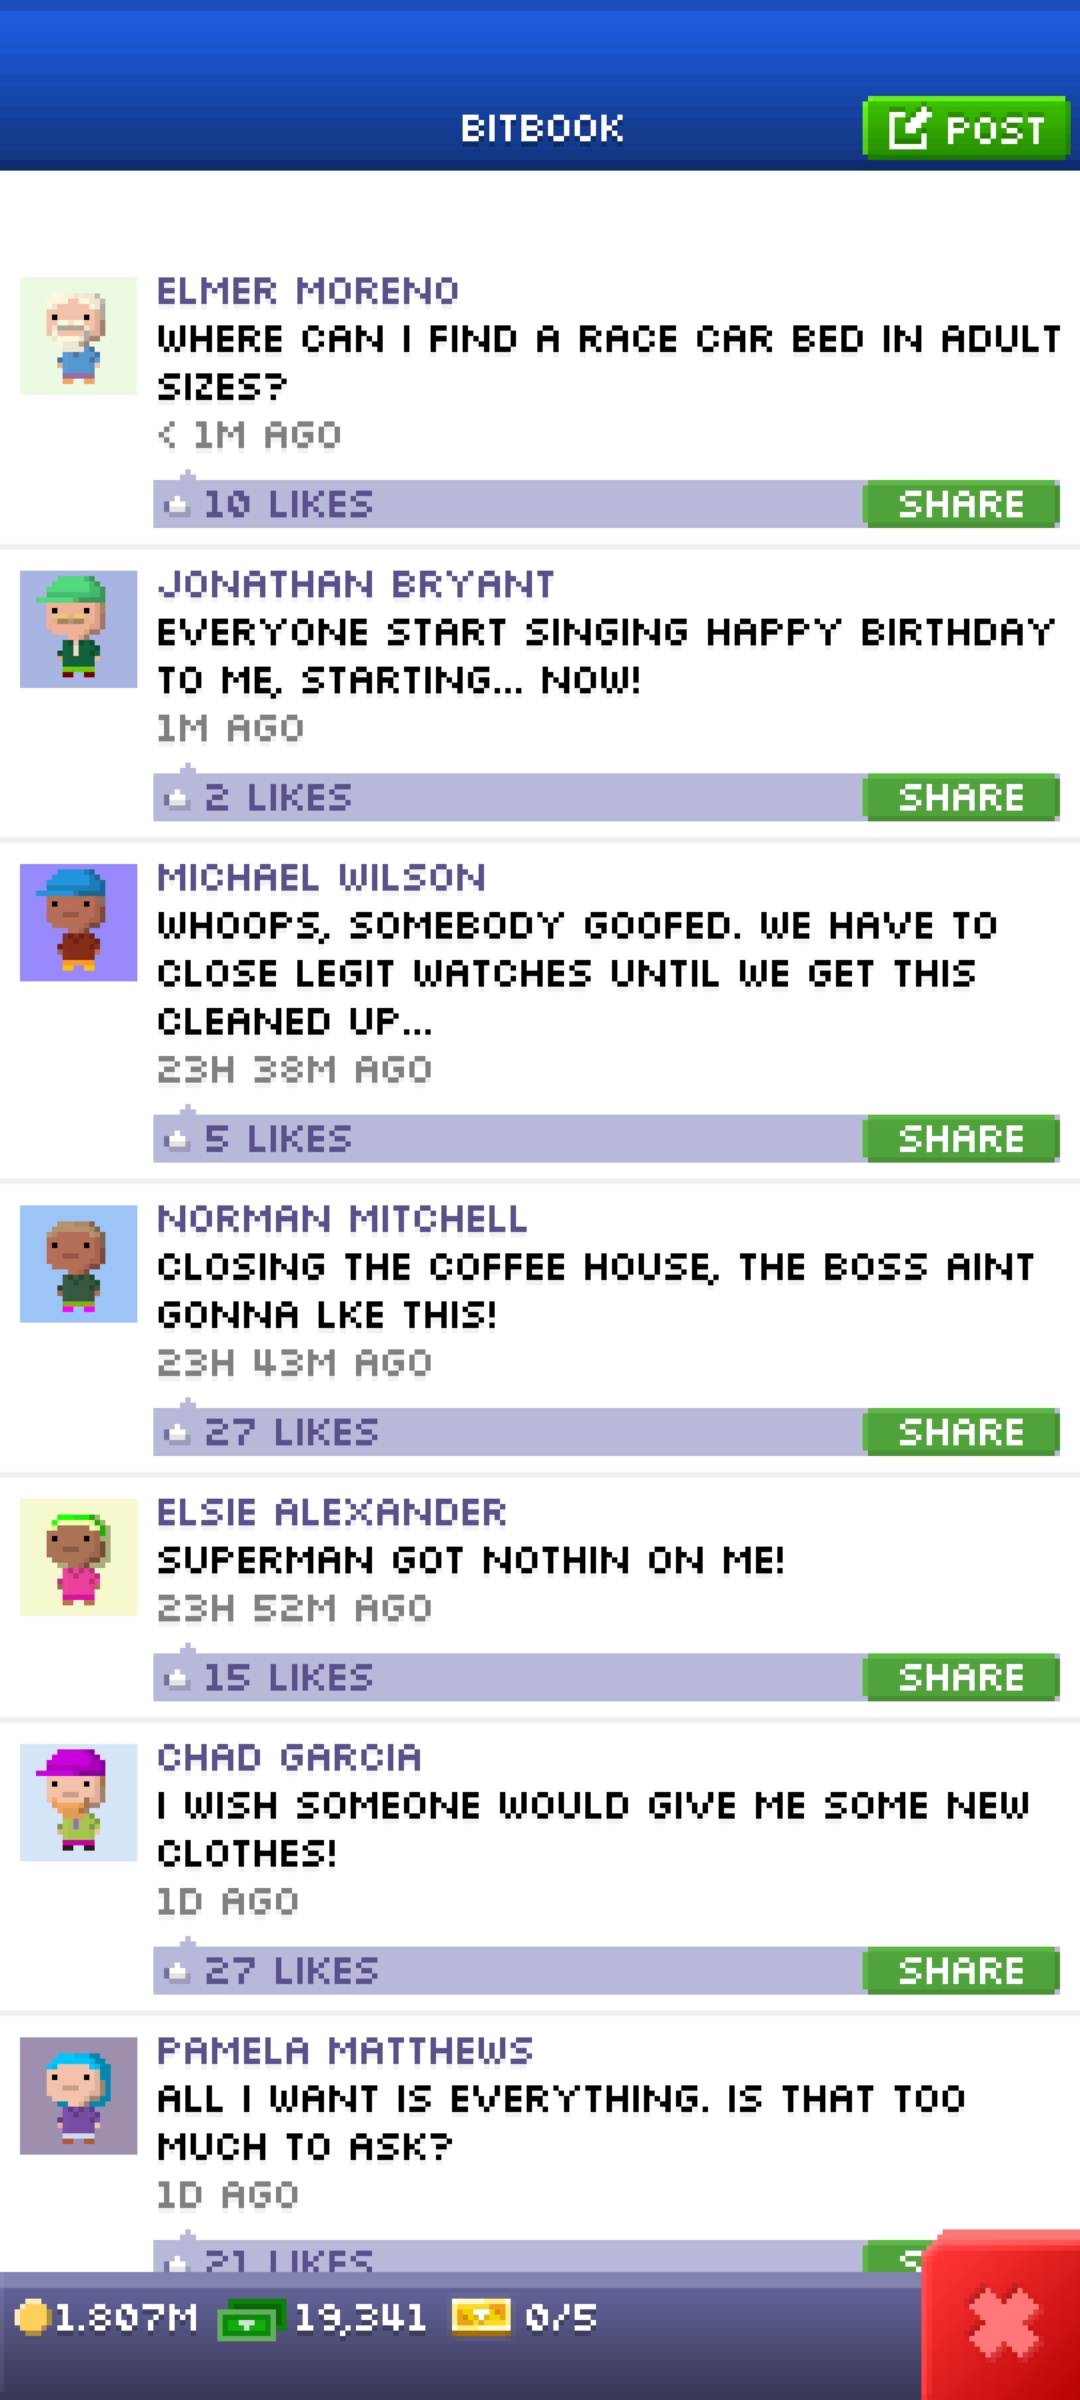 BITBOOK
POST
ELMER MORENO
WHERE CAN I FIND A RACE CAR BED IN ADULT
SIZES?
< 1M AGO
10 LIKES
SHARE
JONATHAN BRYANT
EVERYONE START SINGING HAPPY BIRTHDAY
TO ME, STARTING... NOW!
1M AGO
2 LIKES
SHARE
MICHAEL WILSON
WHOOPS, SOMEBODY GOOFED. WE HAVE TO
CLOSE LEGIT WATCHES UNTIL WE GET THIS
CLEANED UP...
23H 38M AGO
5 LIKES
SHARE
NORMAN MITCHELL
CLOSING THE COFFEE HOUSE, THE BOSS AINT
GONNA LKE THIS!
23H 43M AGO
27 LIKES
SHARE
ELSIE ALEXANDER
SUPERMAN GOT NOTHIN ON ME!
23H 52M AGO
15 LIKES
SHARE
CHAD GARCIA
I WISH SOMEONE WOULD GIVE ME SOME NEW
CLOTHES!
1D AGO
27 LIKES
SHARE
PAMELA MATTHEWS
ALL I WANT IS EVERYTHING. IS THAT TOO
MUCH TO ASK?
1D AGO
21 LIKES
1.807M 19,341 0/5